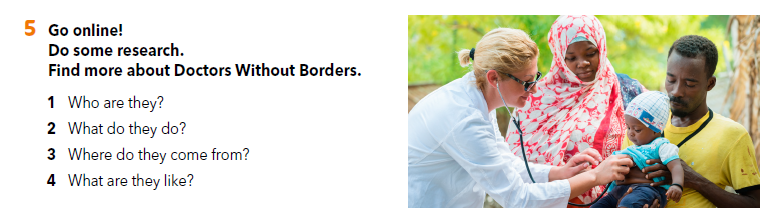 5 Go online!
Do some research.
Find more about Doctors Without Borders.
1 Who are they?
2 What do they do?
3 Where do they come from?
4 What are they like?